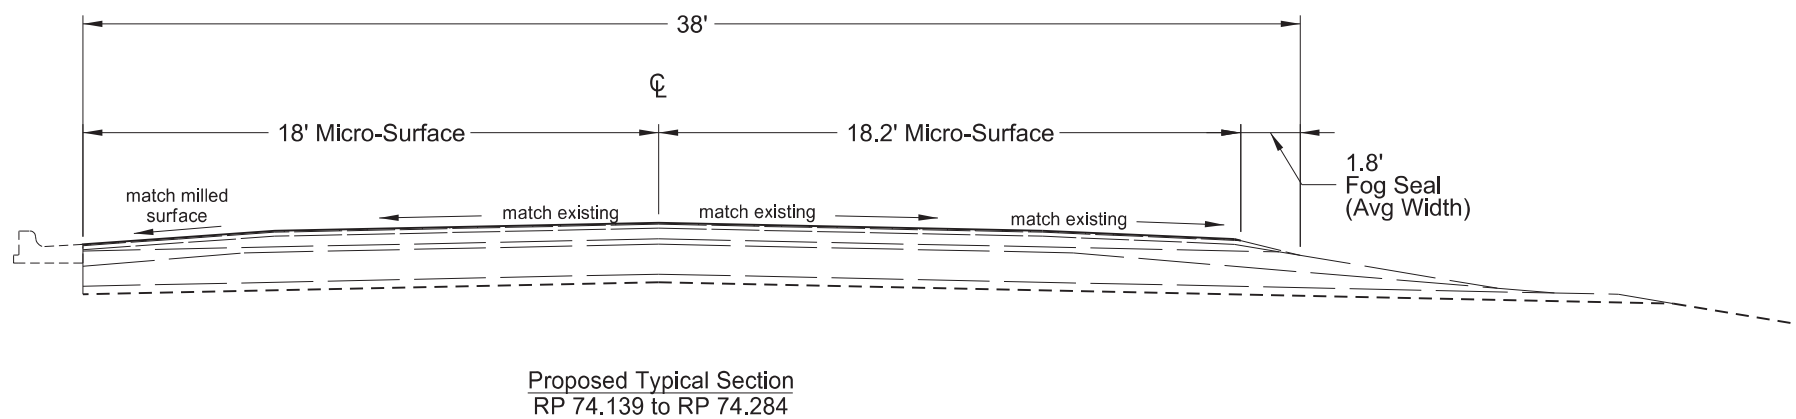 38'
℄
18' Micro-Surface
18.2' Micro-Surface
1.8'
Fog Seal
(Avg Width)
match milled
surface
match existing
match existing
match existing
Proposed Typical Section
RP 74.139 to RP 74.284